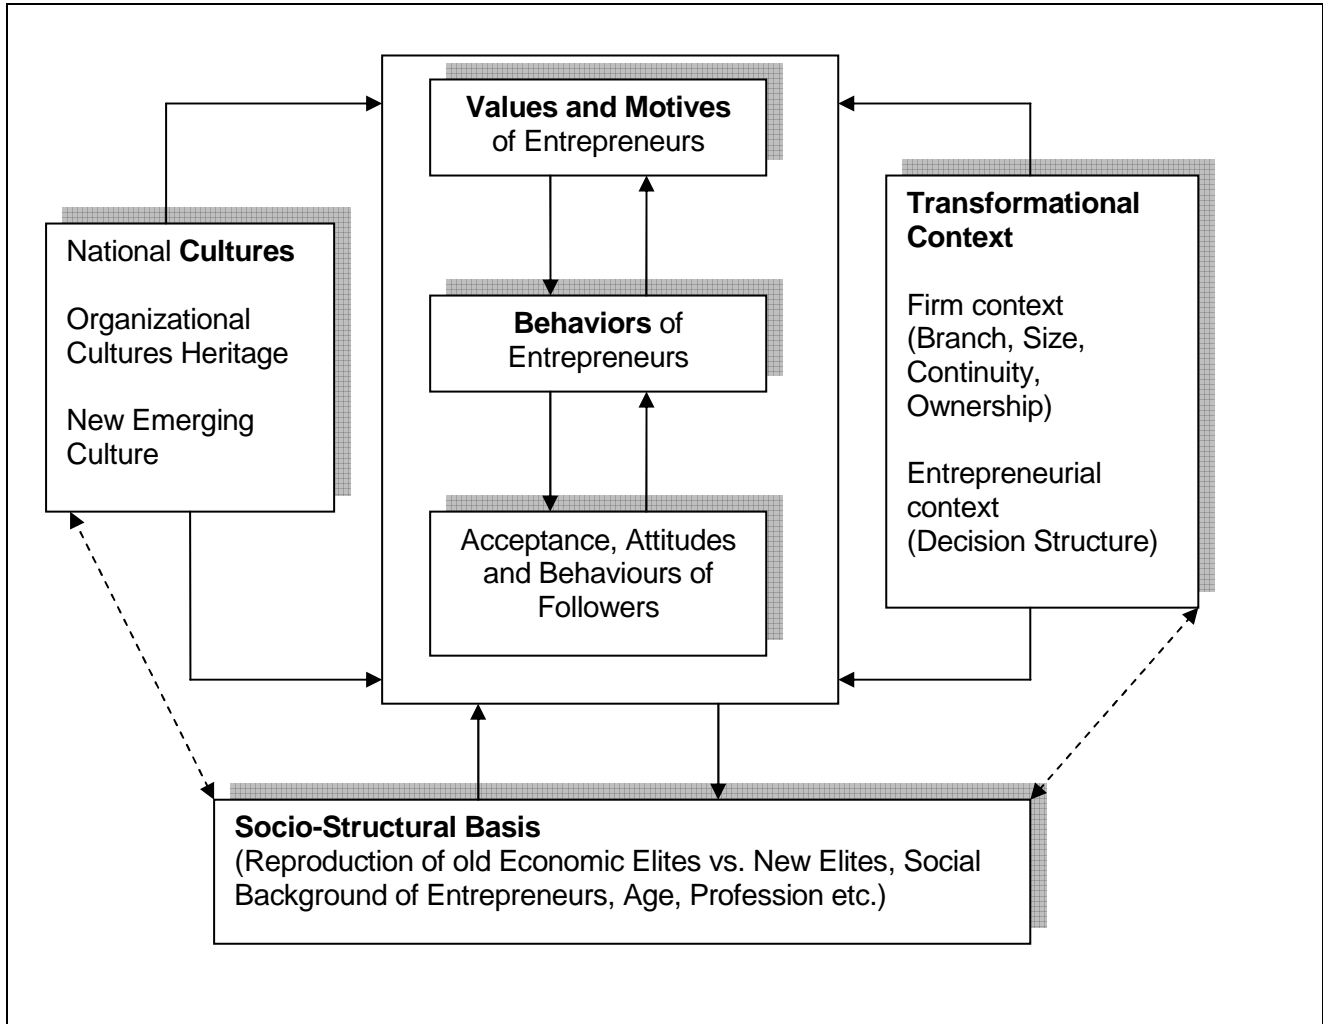 Values and Motives
of Entrepreneurs
National Cultures
Organizational
Cultures Heritage
New Emerging
Culture
Behaviors of
Entrepreneurs
Acceptance, Attitudes
and Behaviours of
Followers
Transformational
Context
Firm context
(Branch, Size,
Continuity,
Ownership)
Entrepreneurial
context
(Decision Structure)
Socio-Structural Basis
(Reproduction of old Economic Elites vs. New Elites, Social
Background of Entrepreneurs, Age, Profession etc.)